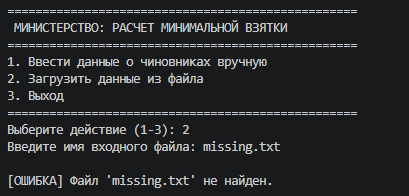 ==================================================
МИНИСТЕРСТВО: РАСЧЕТ МИНИМАЛЬНОЙ ВЗЯТКИ
==================================================
1. Ввести данные о чиновниках вручную
2. Загрузить данные из файла
3. Выход
==================================================
Выберите действие (1-3): 2
Введите имя входного файла: missing.txt
[ОШИБКА] Файл 'missing.txt' не найден.